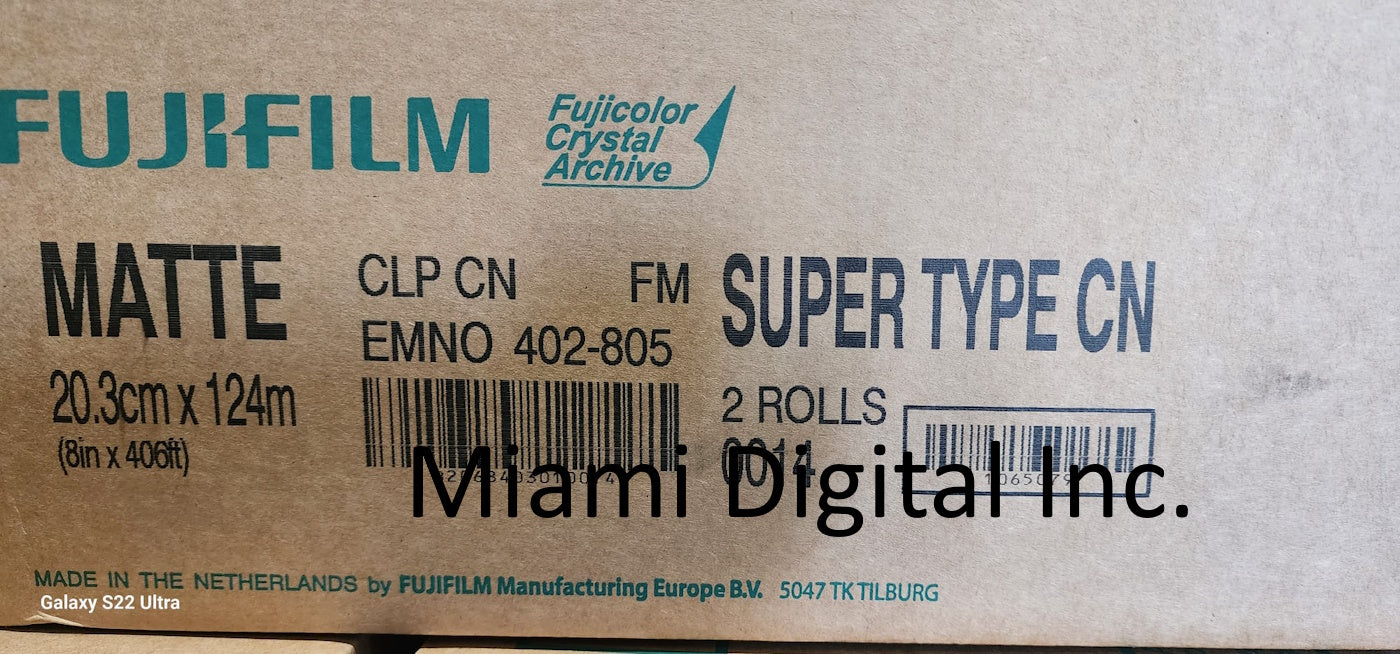 FUJIFILM
Fujicolor
Crystal
Archive
MATTE
20.3cm x 124m
(8in x 406ft)
CLP CN FM
EMNO 402-805
SUPER TYPE CN
2 ROLLS
0014
Miami Digital Inc.
MADE IN THE NETHERLANDS by FUJIFILM Manufacturing Europe B.V. 5047 TK TILBURG
Galaxy S22 Ultra